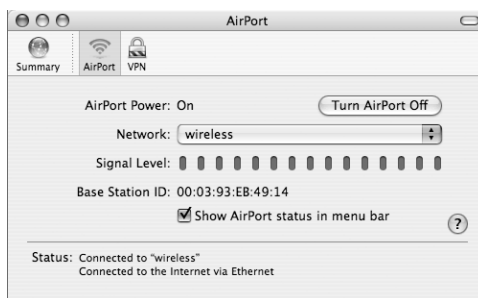 AirPort
Summary AirPort VPN
AirPort Power: On Turn AirPort Off
Network: wireless
Signal Level:
Base Station ID: 00:03:93:EB:49:14
Show AirPort status in menu bar
?
Status: Connected to "wireless"
Connected to the Internet via Ethernet